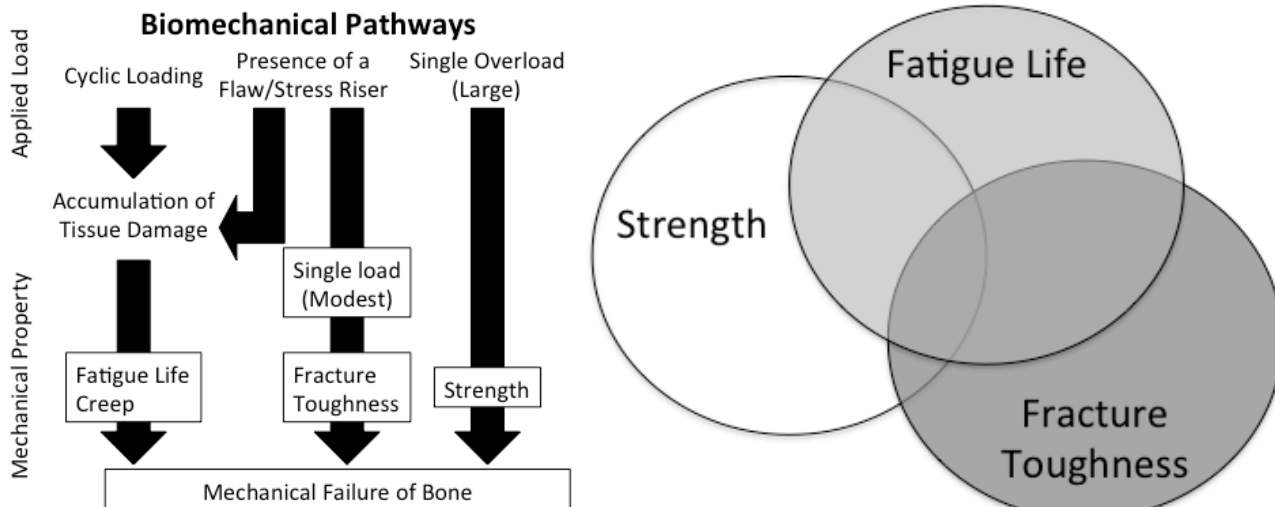 Biomechanical Pathways
Applied Load
Cyclic Loading
Presence of a
Flaw/Stress Riser
Single Overload
(Large)
Accumulation of
Tissue Damage
Mechanical Property
Single load
(Modest)
Fatigue Life
Creep
Fracture
Toughness
Strength
Mechanical Failure of Bone
Fatigue Life
Strength
Fracture
Toughness